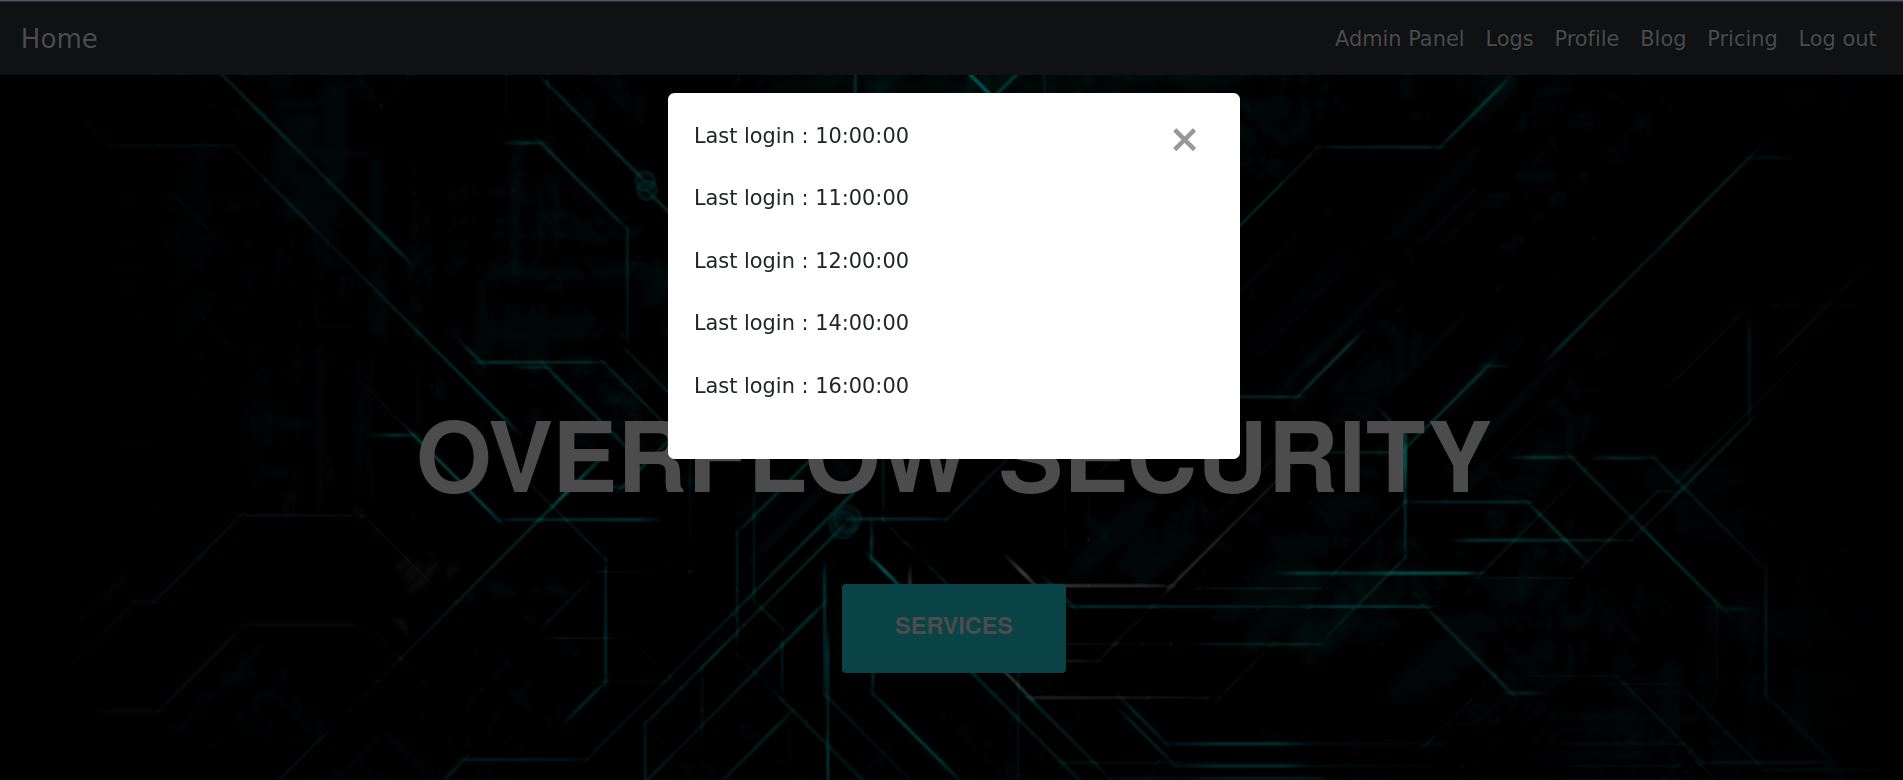 Home Admin Panel Logs Profile Blog Pricing Log out
Last login : 10:00:00 ×
Last login : 11:00:00
Last login : 12:00:00
Last login : 14:00:00
Last login : 16:00:00
OVERFLOW SECURITY
SERVICES